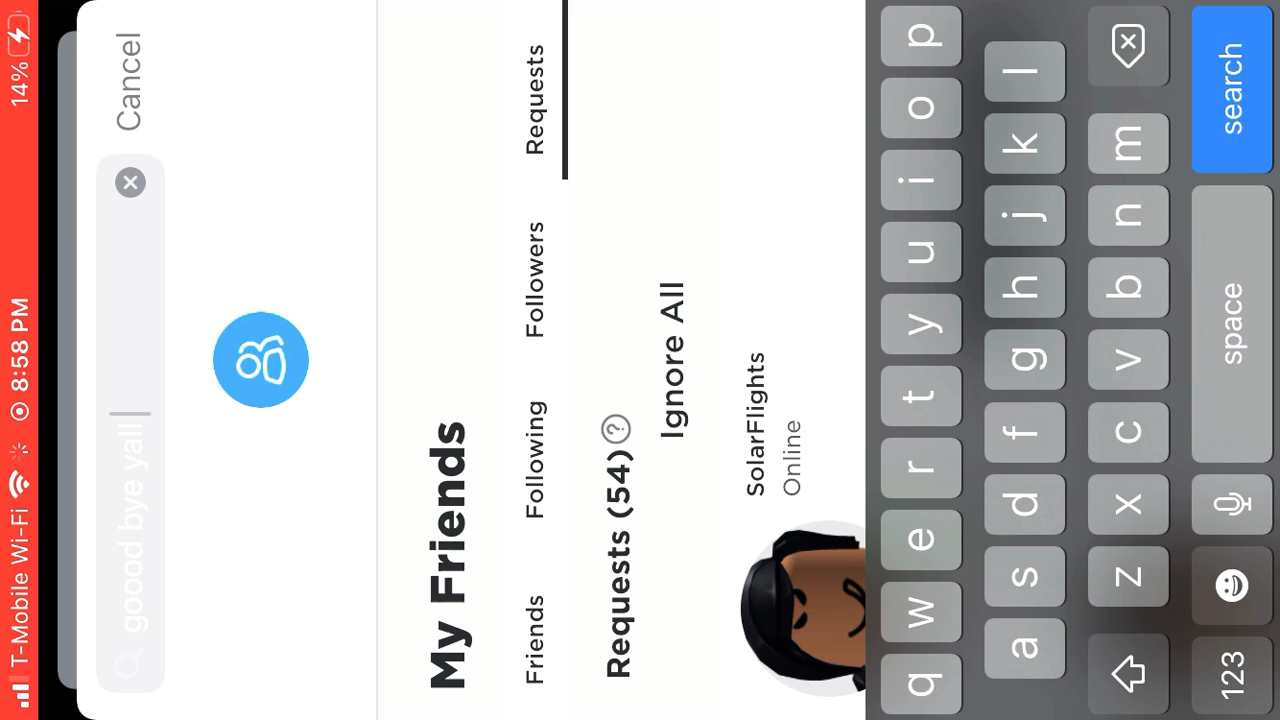 T-Mobile Wi-Fi 8:58 PM 14%
goood bye yall Cancel
My Friends
Friends Following Followers Requests
Requests (54)
Ignore All
SolarFlights
Online
q w e r t y u i o p
a s d f g h j k l
z x c v b n m
123 space search